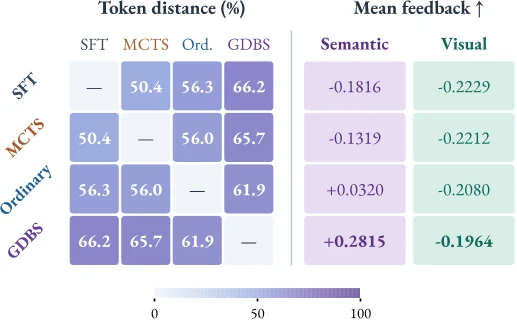 Token distance (%) Mean feedback ↑
SFT MCTS Ord. GDBS Semantic Visual
SFT — 50.4 56.3 66.2 -0.1816 -0.2229
MCTS 50.4 — 56.0 65.7 -0.1319 -0.2212
Ordinary 56.3 56.0 — 61.9 +0.0320 -0.2080
GDBS 66.2 65.7 61.9 — +0.2815 -0.1964
0 50 100